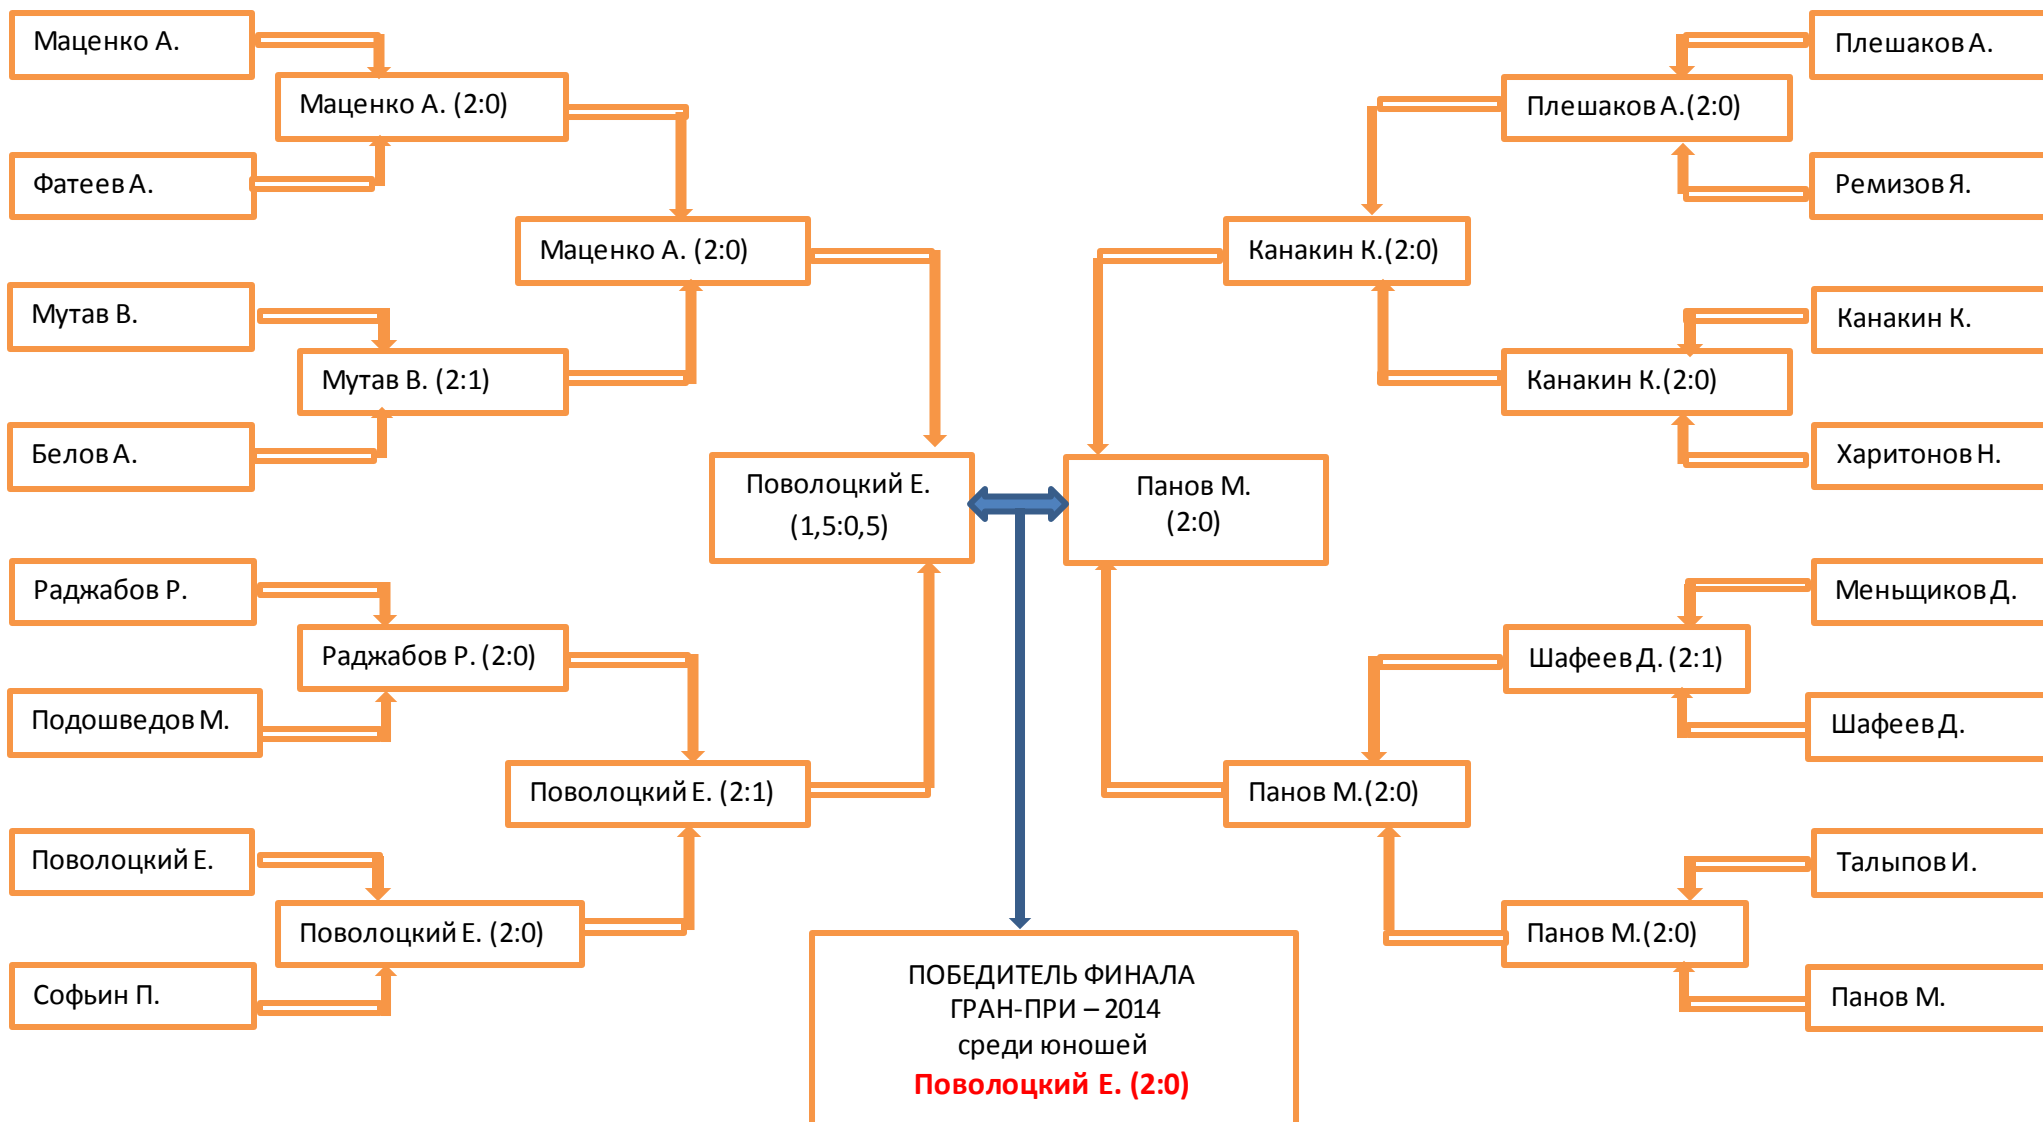 Маценко А.
Маценко А. (2:0)
Фатеев А.
Маценко А. (2:0)
Мутав В.
Мутав В. (2:1)
Белов А.
Поволоцкий Е.
(1,5:0,5)
Раджабов Р.
Раджабов Р. (2:0)
Подошведов М.
Поволоцкий Е. (2:1)
Поволоцкий Е.
Поволоцкий Е. (2:0)
Софьин П.
Плешаков А.
Плешаков А.(2:0)
Ремизов Я.
Канакин К.(2:0)
Канакин К.
Канакин К.(2:0)
Харитонов Н.
Панов М.
(2:0)
Меньщиков Д.
Шафеев Д. (2:1)
Шафеев Д.
Панов М.(2:0)
Талыпов И.
Панов М.(2:0)
Панов М.
ПОБЕДИТЕЛЬ ФИНАЛА
ГРАН-ПРИ – 2014
среди юношей
Поволоцкий Е. (2:0)